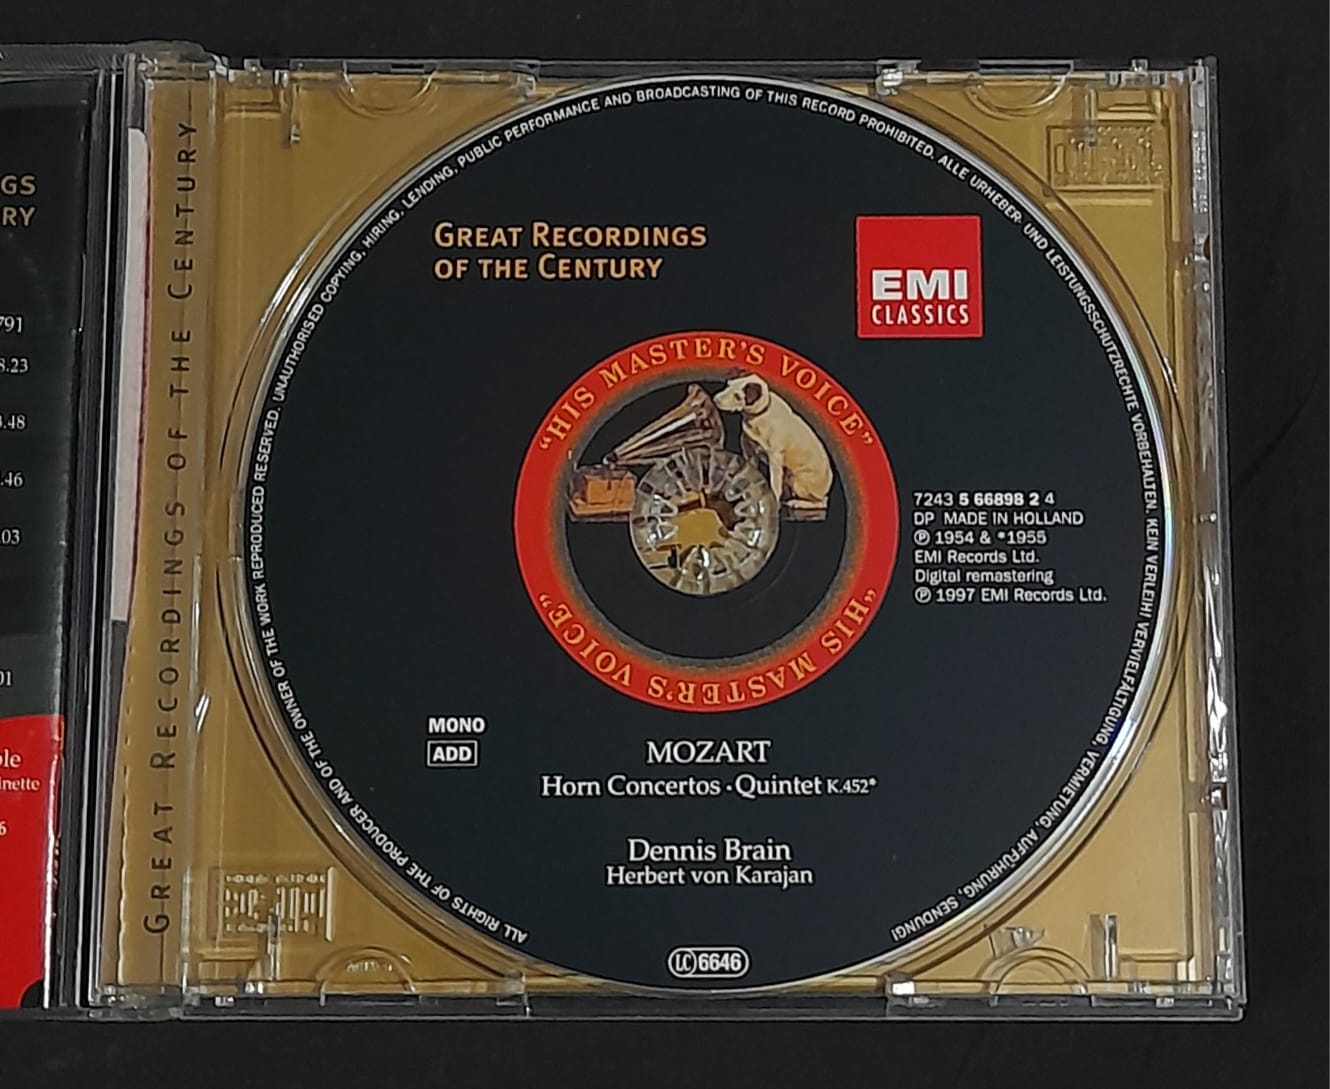 GS
RY
791
3.23
.48
.46
.03
01
ble
inette
6
GREAT RECORDINGS OF THE CENTURY
ALL RIGHTS OF THE PRODUCER AND OF THE OWNER OF THE WORK REPRODUCED RESERVED. UNAUTHORISED COPYING, HIRING, LENDING, PUBLIC PERFORMANCE AND BROADCASTING OF THIS RECORD PROHIBITED. ALLE URHEBER- UND LEISTUNGSSCHUTZRECHTE VORBEHALTEN. KEIN VERLEIH! VERVIELFÄLTIGUNG, VERMIETUNG, AUFFÜHRUNG, SENDUNG!
GREAT RECORDINGS
OF THE CENTURY
EMI
CLASSICS
"HIS MASTER'S VOICE"
"HIS MASTER'S VOICE"
7243 5 66898 2 4
DP MADE IN HOLLAND
℗ 1954 & *1955
EMI Records Ltd.
Digital remastering
℗ 1997 EMI Records Ltd.
MONO
ADD
MOZART
Horn Concertos · Quintet K.452*
Dennis Brain
Herbert von Karajan
LC 6646